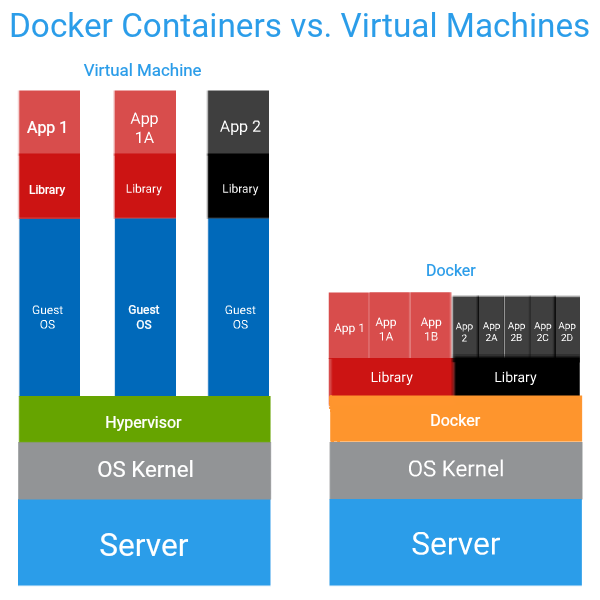 Docker Containers vs. Virtual Machines
Virtual Machine
App 1
App
1A
App 2
Library
Library
Library
Guest
OS
Guest
OS
Guest
OS
Hypervisor
OS Kernel
Server
Docker
App 1
App
1A
App
1B
App
2
App
2A
App
2B
App
2C
App
2D
Library
Library
Docker
OS Kernel
Server